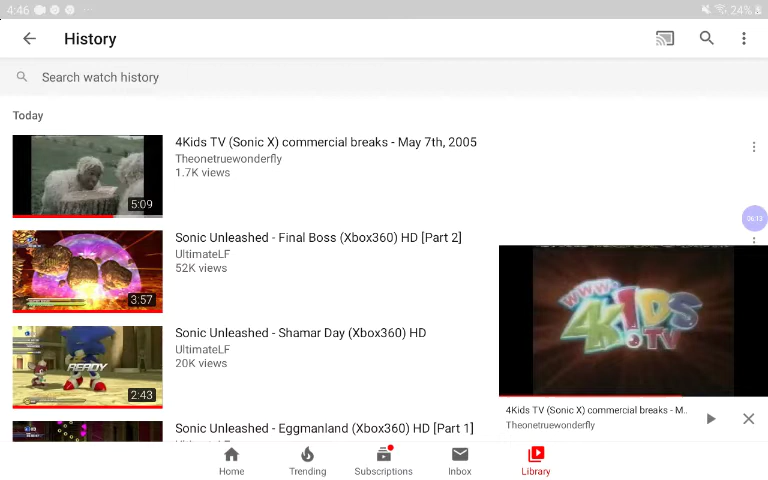 4:46
24%
History
Search watch history
Today
5:09
4Kids TV (Sonic X) commercial breaks - May 7th, 2005
Theonetruewonderfly
1.7K views
06:13
3:57
Sonic Unleashed - Final Boss (Xbox360) HD [Part 2]
UltimateLF
52K views
READY
2:43
Sonic Unleashed - Shamar Day (Xbox360) HD
UltimateLF
20K views
Sonic Unleashed - Eggmanland (Xbox360) HD [Part 1]
www.
4KiDS
.TV
4Kids TV (Sonic X) commercial breaks - M..
Theonetruewonderfly
Home
Trending
Subscriptions
Inbox
Library